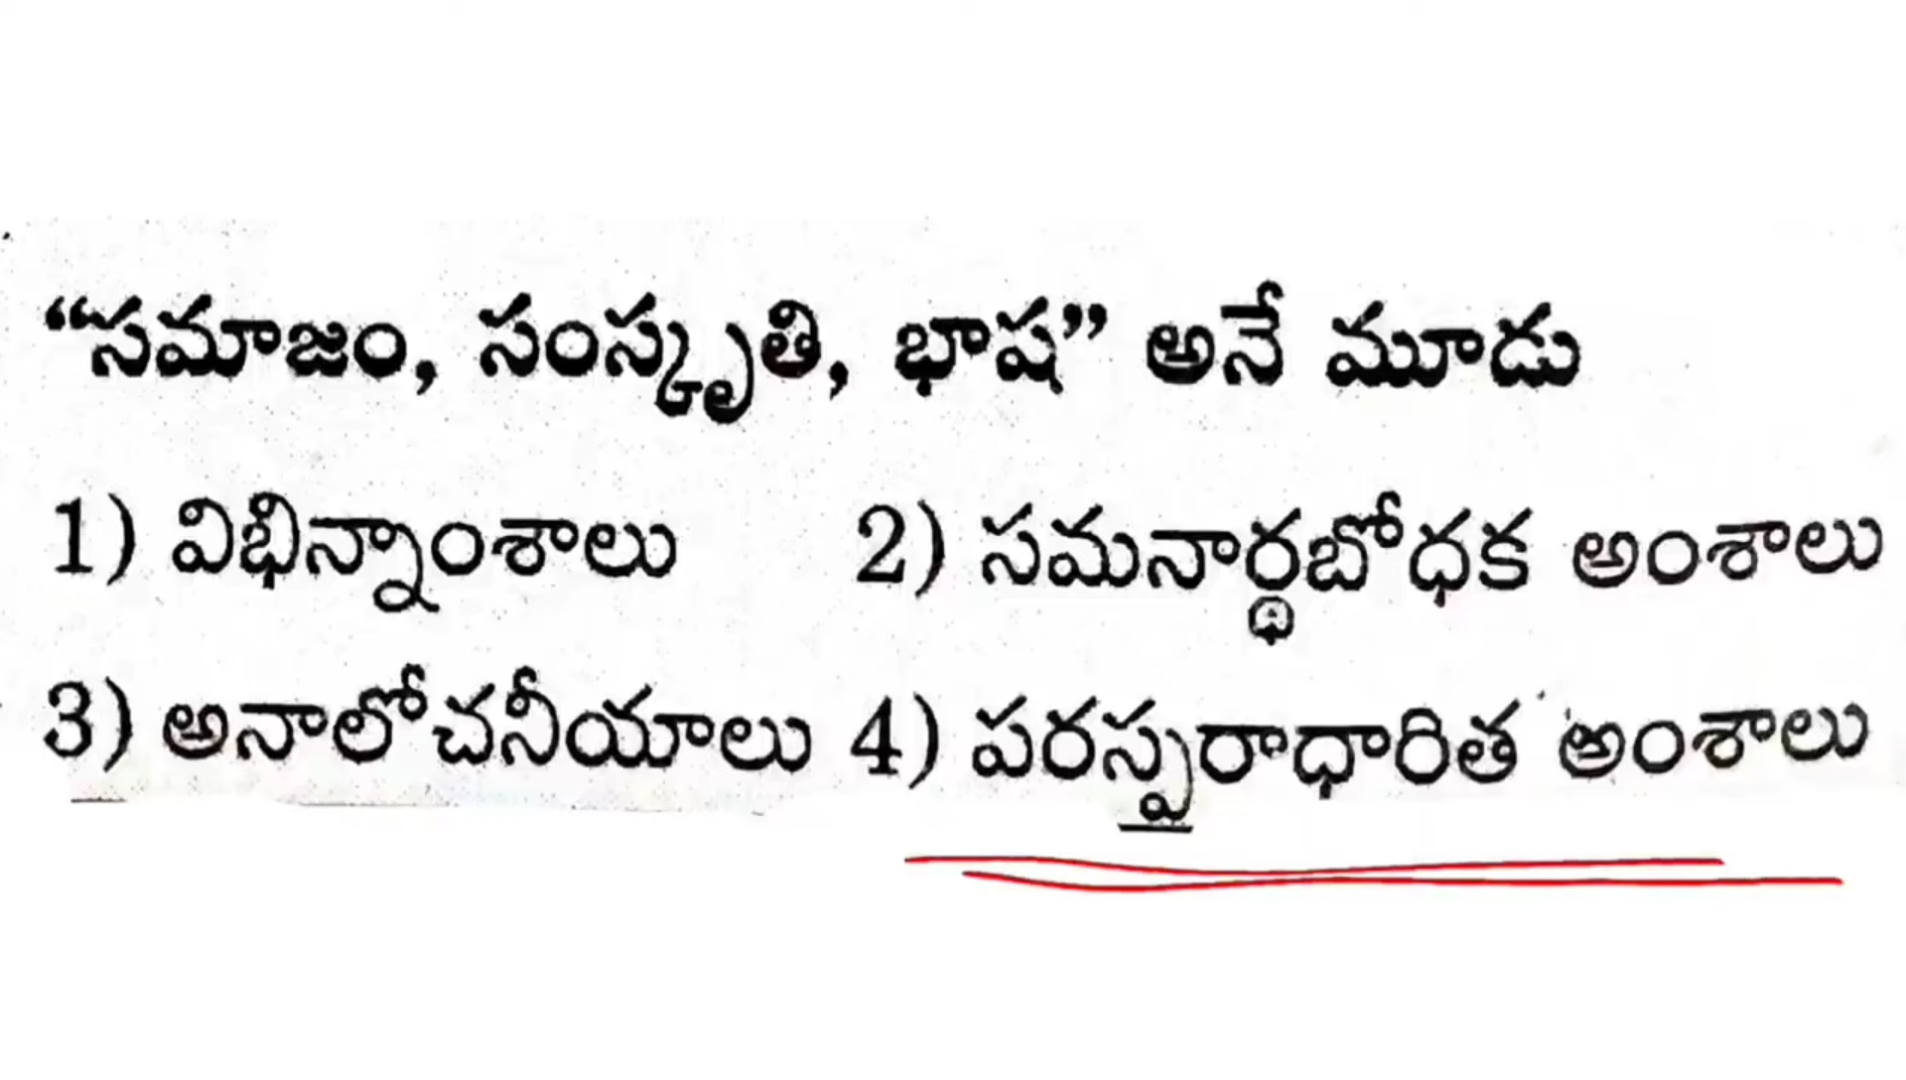 “సమాజం, సంస్కృతి, భాష” అనే మూడు
1) విభిన్నాంశాలు 2) సమనార్థబోధక అంశాలు
3) అనాలోచనీయాలు 4) పరస్పరాధారిత అంశాలు